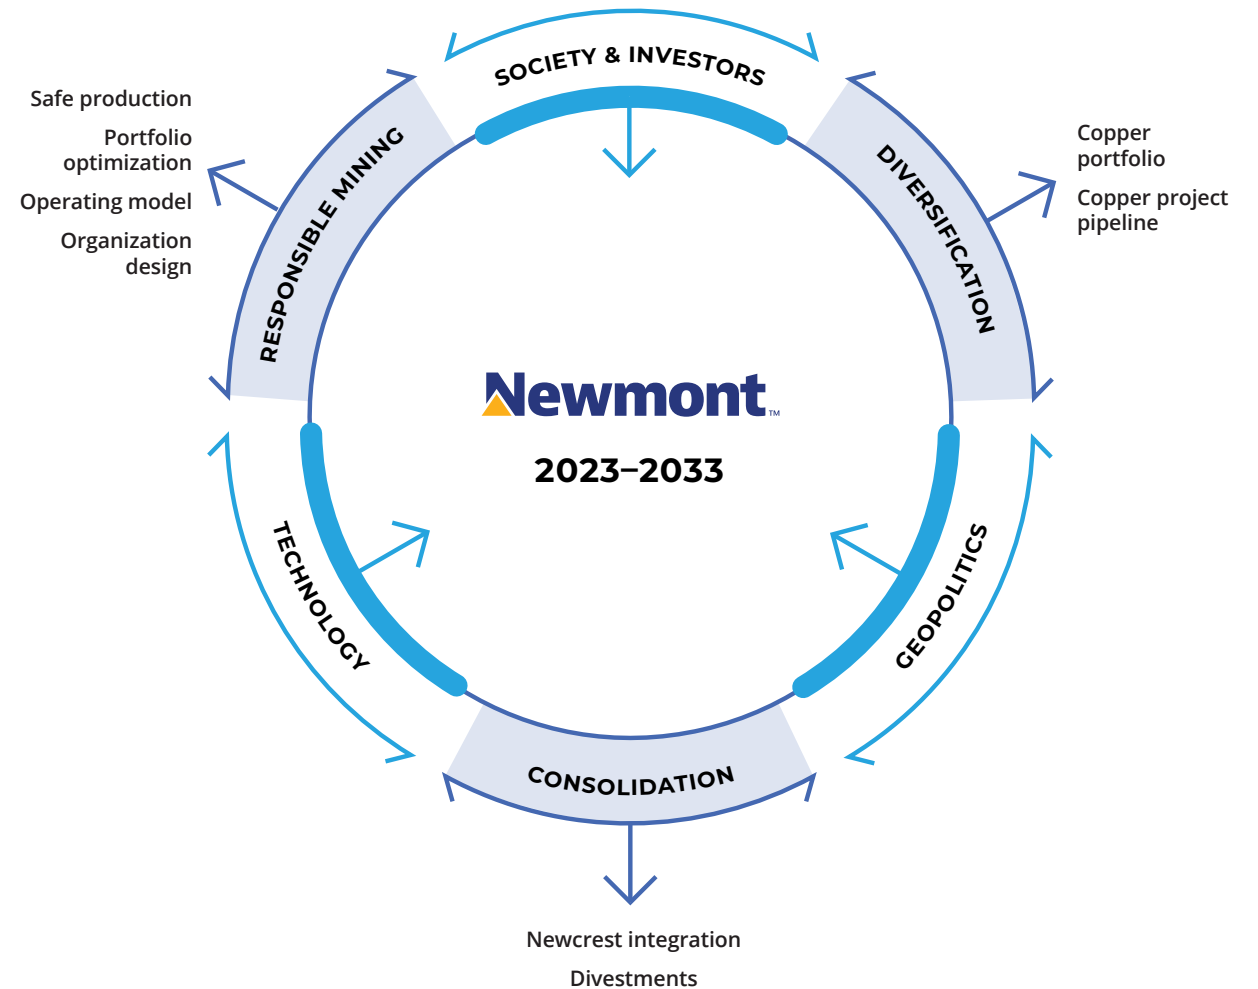 SOCIETY & INVESTORS
Safe production
Portfolio
optimization
Operating model
Organization
design
RESPONSIBLE MINING
DIVERSIFICATION
Copper
portfolio
Copper project
pipeline
Newmont™
2023–2033
TECHNOLOGY
GEOPOLITICS
CONSOLIDATION
Newcrest integration
Divestments